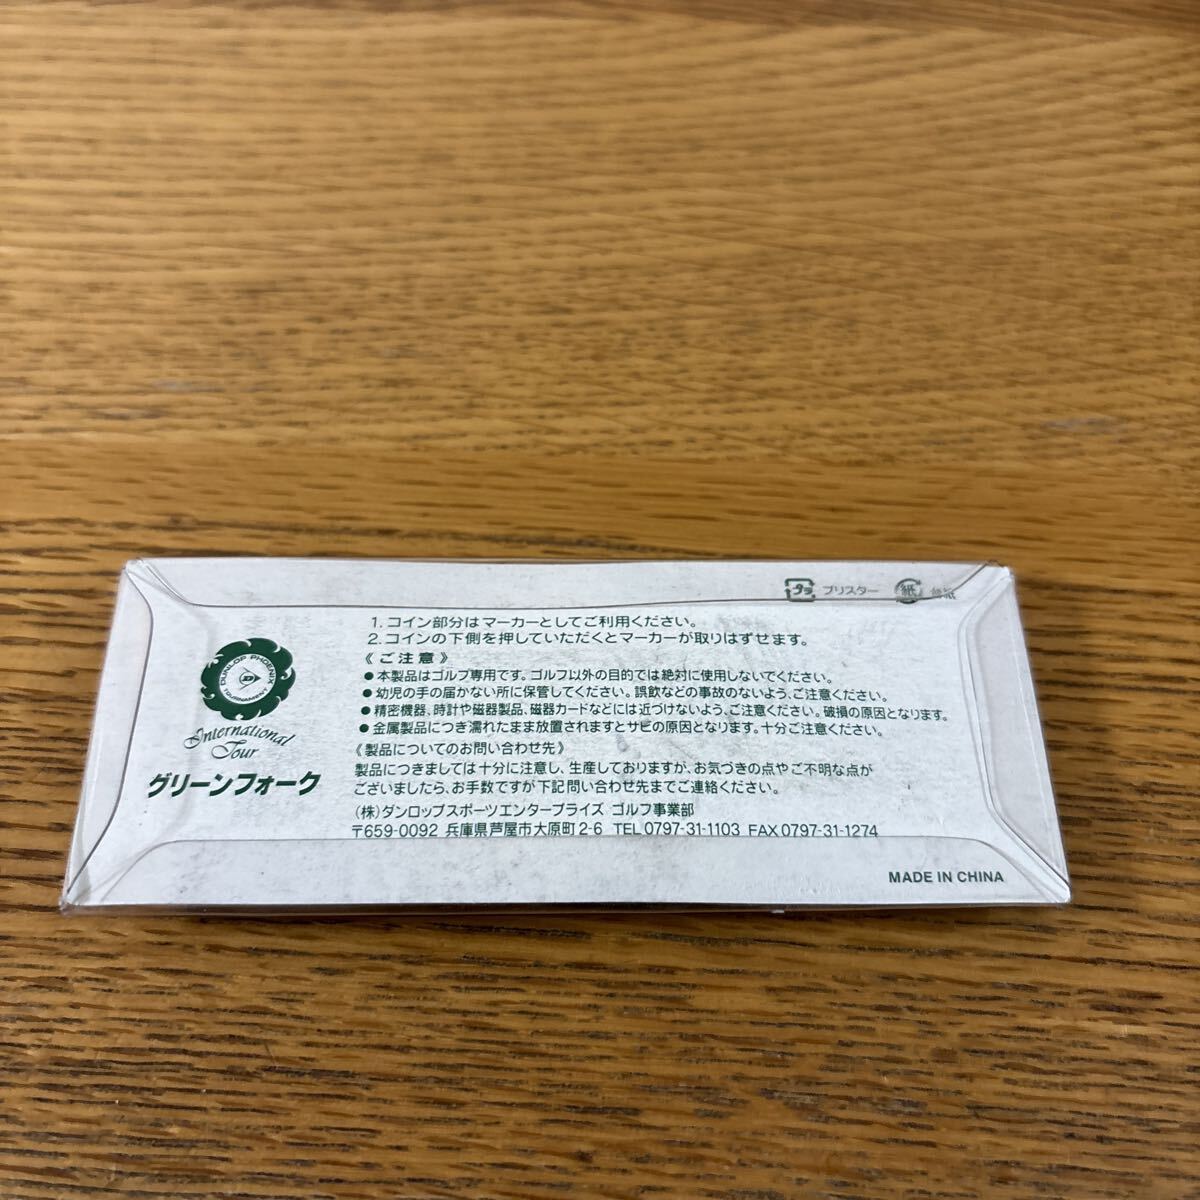 プラ ブリスター 紙 台紙
1. コイン部分はマーカーとしてご利用ください。
2. コインの下側を押していただくとマーカーが取りはずせます。
《ご注意》
●本製品はゴルフ専用です。ゴルフ以外の目的では絶対に使用しないでください。
●幼児の手の届かない所に保管してください。誤飲などの事故のないよう、ご注意ください。
●精密機器、時計や磁器製品、磁器カードなどには近づけないよう、ご注意ください。破損の原因となります。
●金属製品につき濡れたまま放置されますとサビの原因となります。十分ご注意ください。
《製品についてのお問い合わせ先》
製品につきましては十分に注意し、生産しておりますが、お気づきの点やご不明な点が
ございましたら、お手数ですが下記問い合わせ先までご連絡ください。
(株)ダンロップスポーツエンタープライズ ゴルフ事業部
〒659-0092 兵庫県芦屋市大原町2-6 TEL 0797-31-1103 FAX 0797-31-1274
MADE IN CHINA
DUNLOP PHOENIX
TOURNAMENT
International
Tour
グリーンフォーク